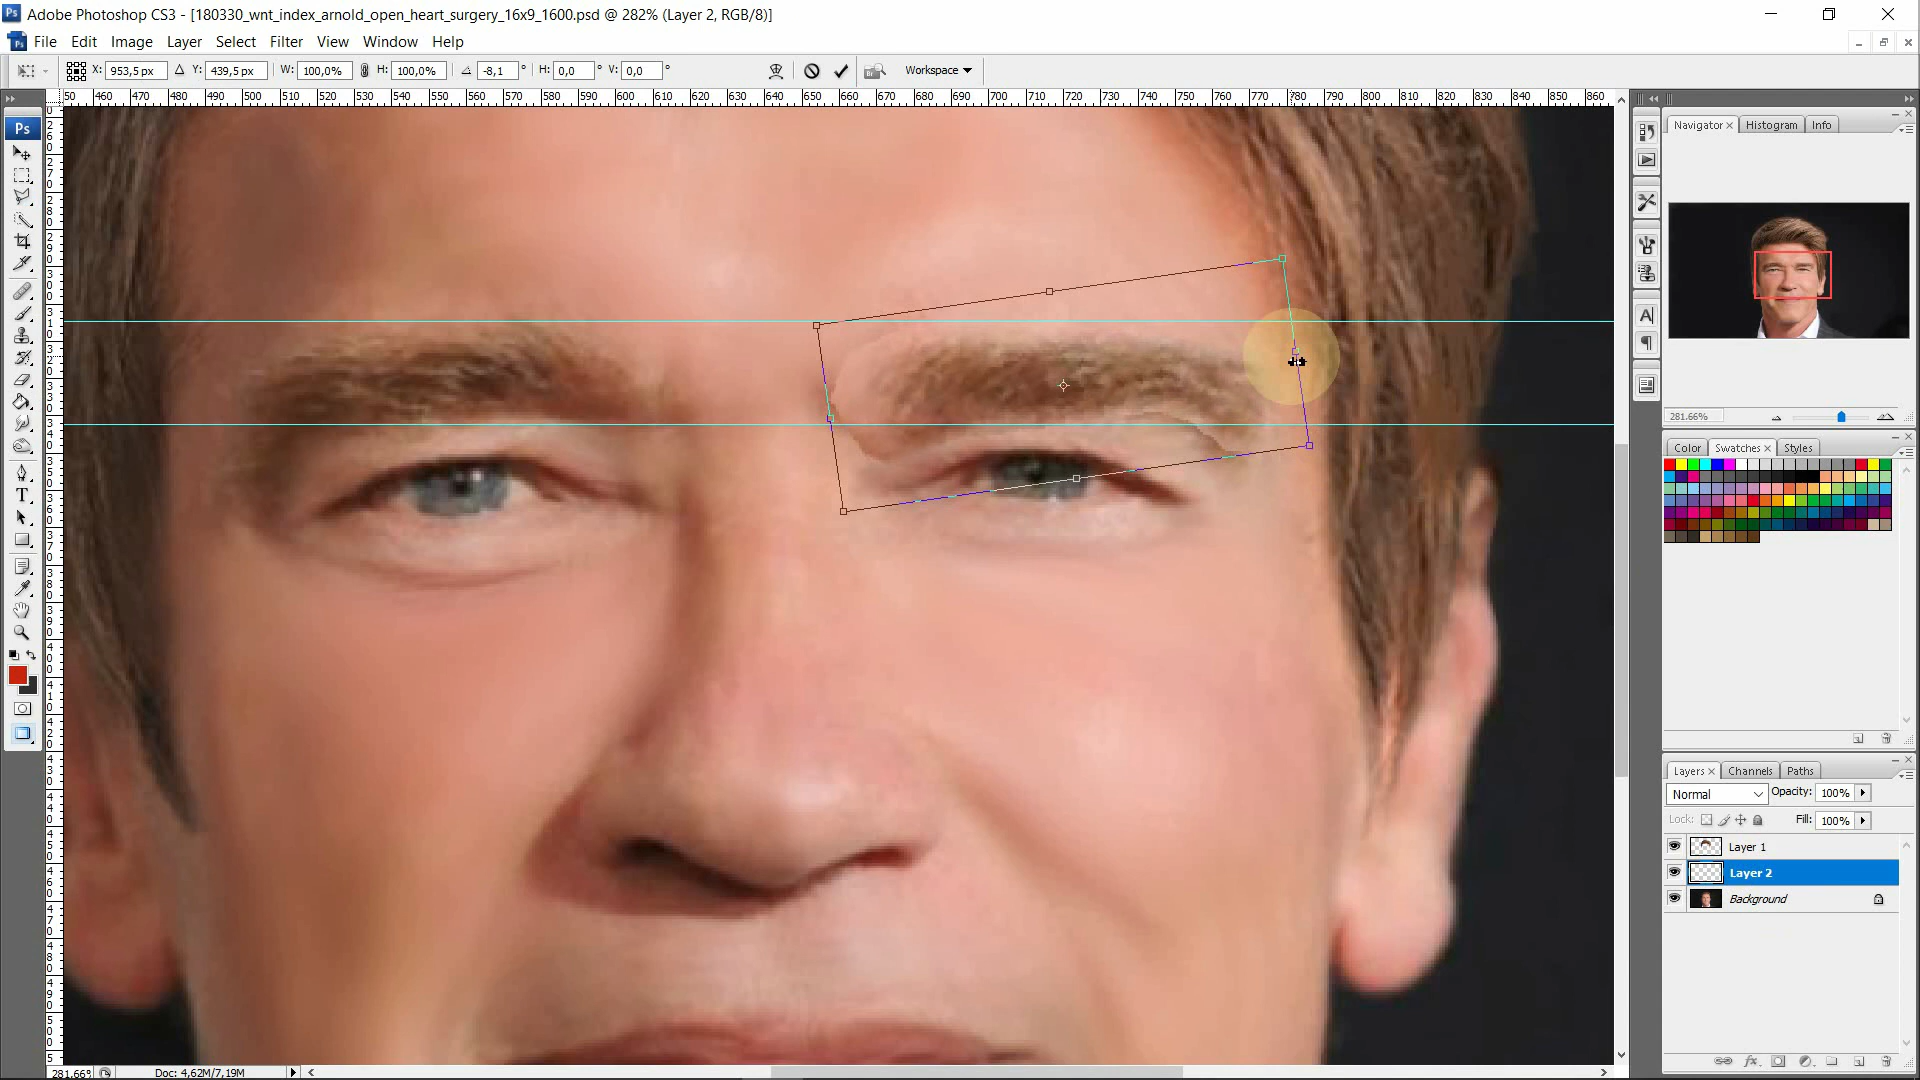 Adobe Photoshop CS3 - [180330_wnt_index_arnold_open_heart_surgery_16x9_1600.psd @ 282% (Layer 2, RGB/8)]
File Edit Image Layer Select Filter View Window Help
X: 953,5 px Y: 439,5 px W: 100,0% H: 100,0% -8,1 ° H: 0,0 ° V: 0,0 ° Workspace
50 460 470 480 490 500 510 520 530 540 550 560 570 580 590 600 610 620 630 640 650 660 670 680 690 700 710 720 730 740 750 760 770 780 790 800 810 820 830 840 850 860
Ps
Navigator Histogram Info
281.66%
Color Swatches Styles
Layers Channels Paths
Normal Opacity: 100%
Lock: Fill: 100%
Layer 1
Layer 2
Background
281.66% Doc: 4,62M/7,19M